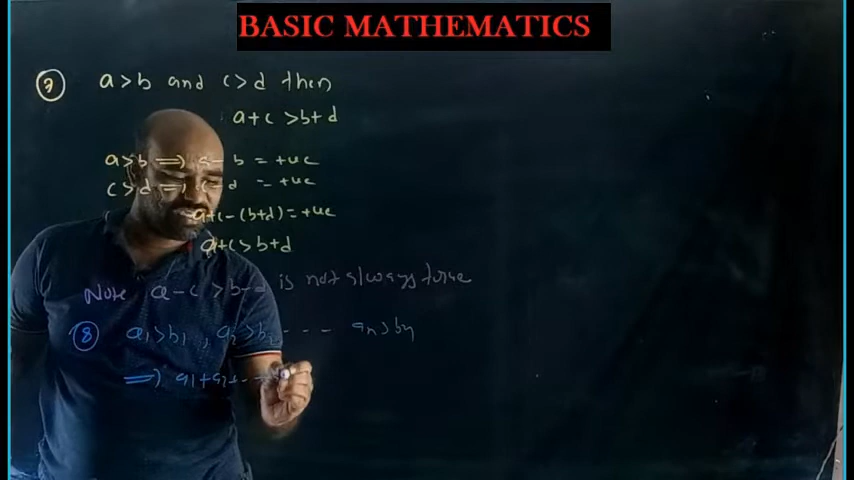 BASIC MATHEMATICS
7 a>b and c>d then
a+c >b+d
a>b => a-b = +ve
c>d => c-d = +ve
a+c-(b+d)=+ve
a+c>b+d
Note a-c >b-d is not always true
8 a1>b1 , a2>b2 --- an>bn
=> a1+a2+--